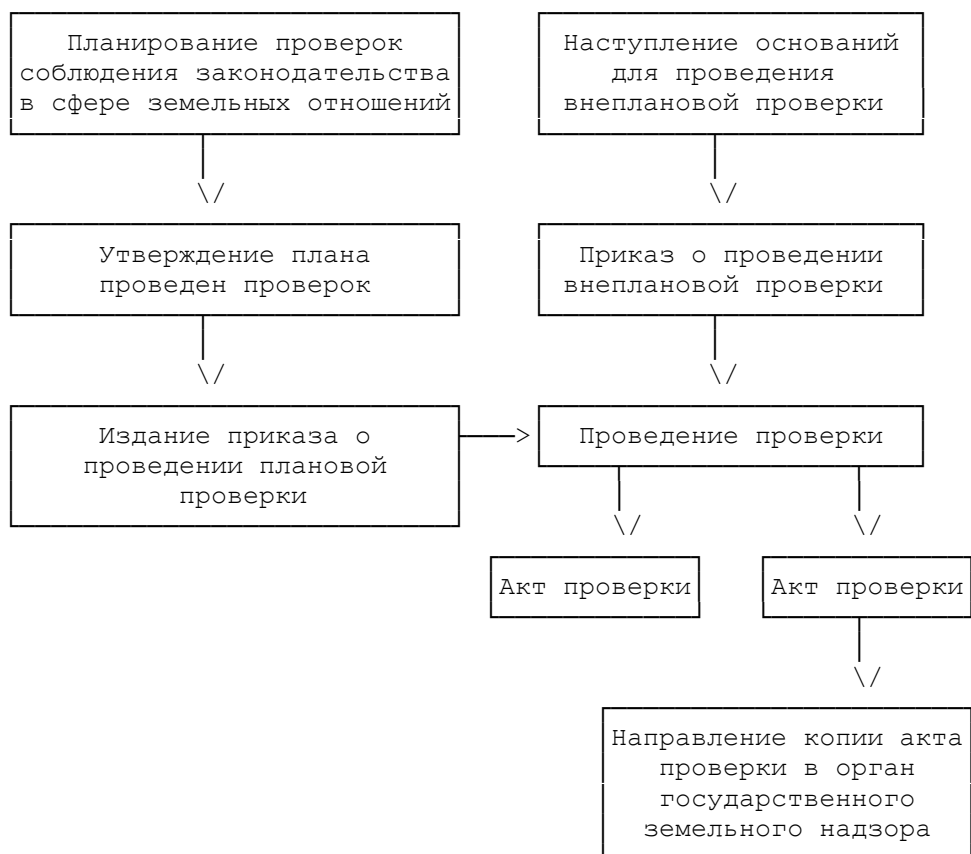 Планирование проверок
соблюдения законодательства
в сфере земельных отношений
Наступление оснований
для проведения
внеплановой проверки
Утверждение плана
проведен проверок
Приказ о проведении
внеплановой проверки
Издание приказа о
проведении плановой
проверки
Проведение проверки
Акт проверки
Акт проверки
Направление копии акта
проверки в орган
государственного
земельного надзора